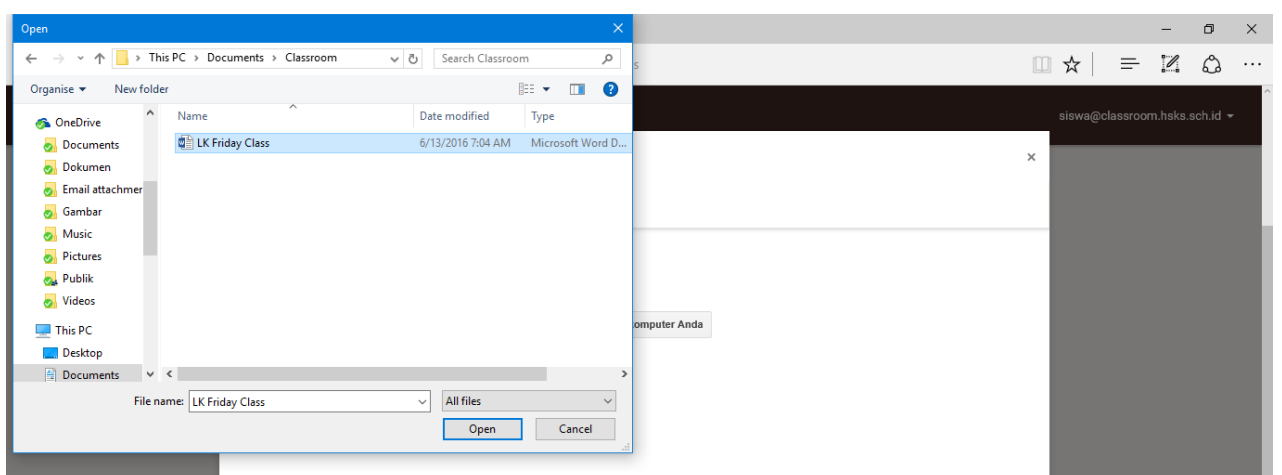 Open
This PC > Documents > Classroom
Search Classroom
Organise
New folder
Name
Date modified
Type
LK Friday Class
6/13/2016 7:04 AM
Microsoft Word D...
OneDrive
Documents
Dokumen
Email attachmer
Gambar
Music
Pictures
Publik
Videos
This PC
Desktop
Documents
File name:
LK Friday Class
All files
Open
Cancel
siswa@classroom.hsks.sch.id
omputer Anda